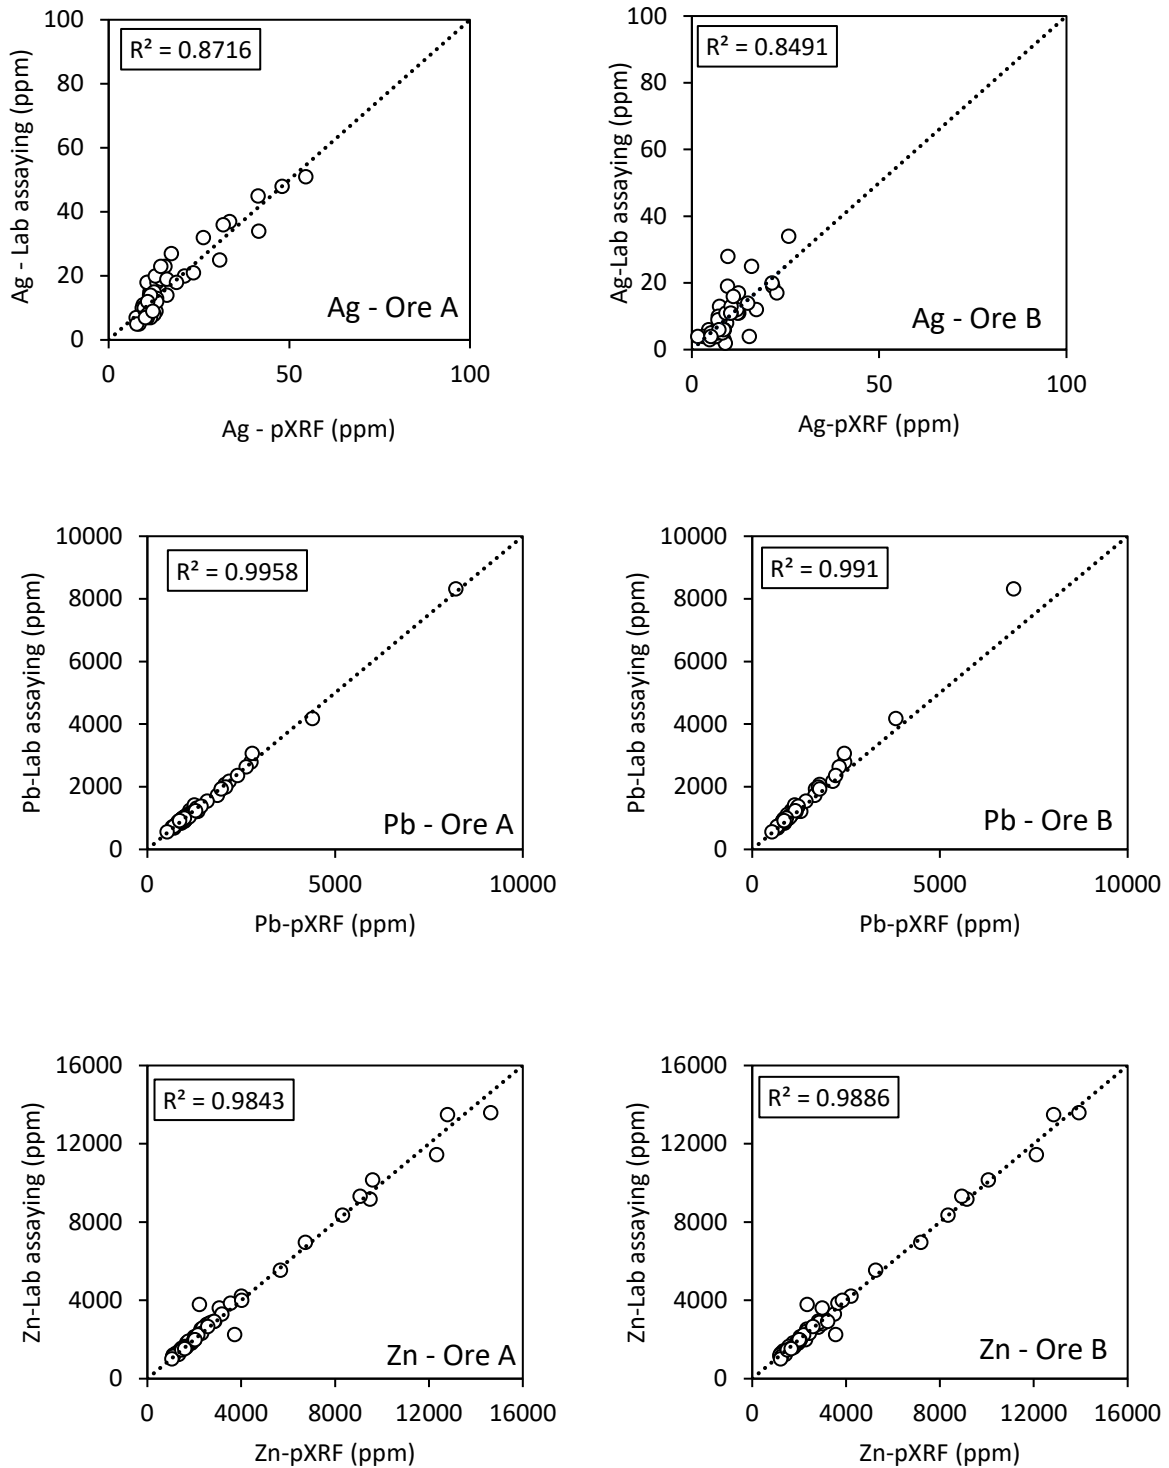 100
80
60
40
20
0
Ag - Lab assaying (ppm)
R² = 0.8716
Ag - Ore A
0 50 100
Ag - pXRF (ppm)
100
80
60
40
20
0
Ag-Lab assaying (ppm)
R² = 0.8491
Ag - Ore B
0 50 100
Ag-pXRF (ppm)
10000
8000
6000
4000
2000
0
Pb-Lab assaying (ppm)
R² = 0.9958
Pb - Ore A
0 5000 10000
Pb-pXRF (ppm)
10000
8000
6000
4000
2000
0
Pb-Lab assaying (ppm)
R² = 0.991
Pb - Ore B
0 5000 10000
Pb-pXRF (ppm)
16000
12000
8000
4000
0
Zn-Lab assaying (ppm)
R² = 0.9843
Zn - Ore A
0 4000 8000 12000 16000
Zn-pXRF (ppm)
16000
12000
8000
4000
0
Zn-Lab assaying (ppm)
R² = 0.9886
Zn - Ore B
0 4000 8000 12000 16000
Zn-pXRF (ppm)